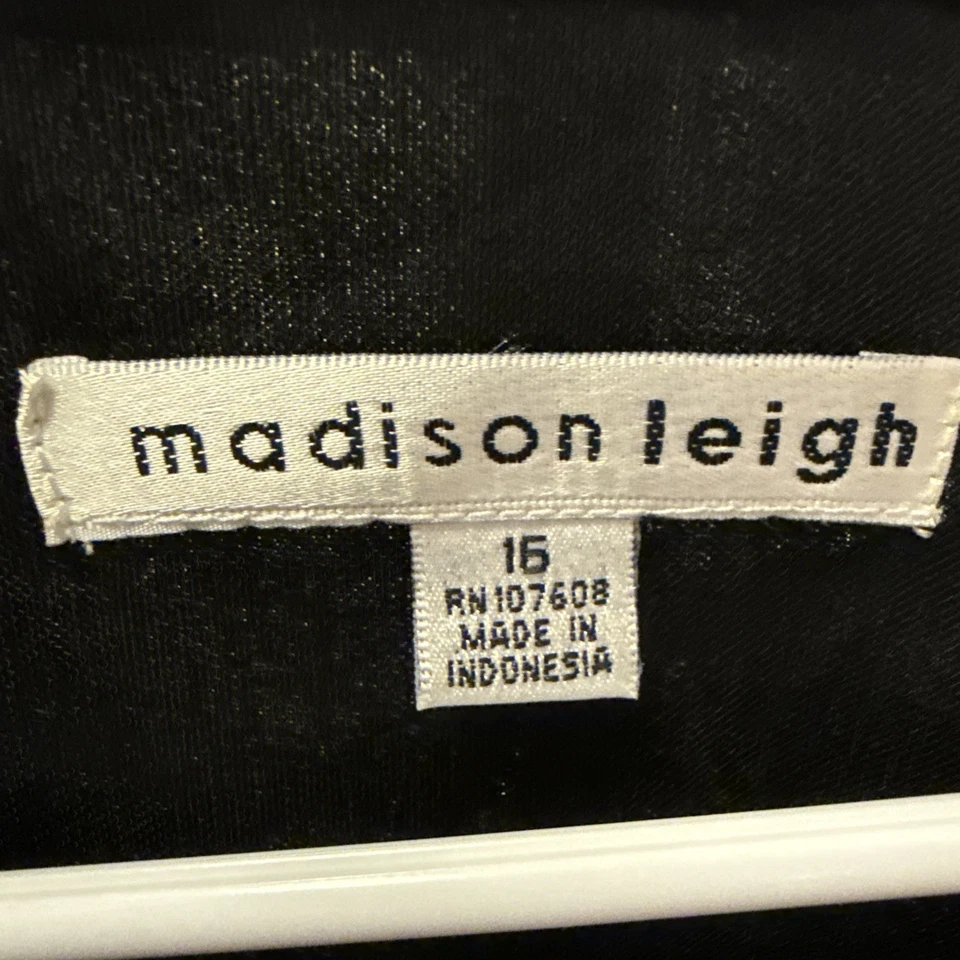 madison leigh
16
RN107608
MADE IN
INDONESIA